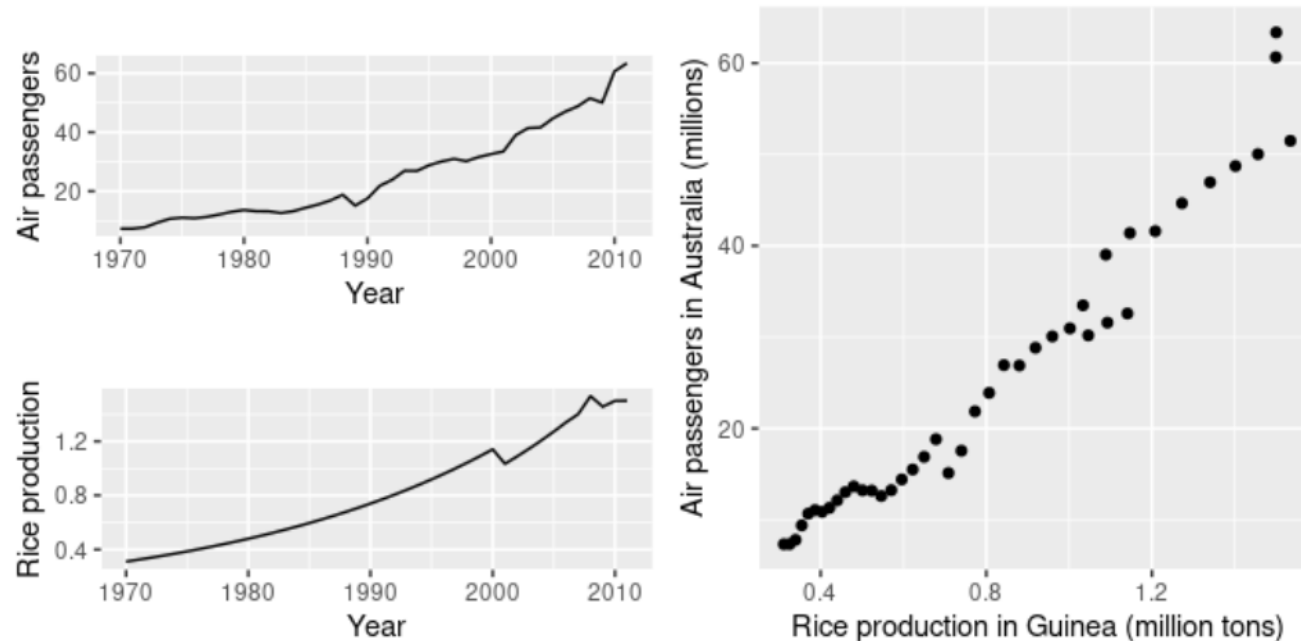 Air passengers
60
40
20
1970 1980 1990 2000 2010
Year
Rice production
1.2
0.8
0.4
1970 1980 1990 2000 2010
Year
Air passengers in Australia (millions)
60
40
20
0.4 0.8 1.2
Rice production in Guinea (million tons)